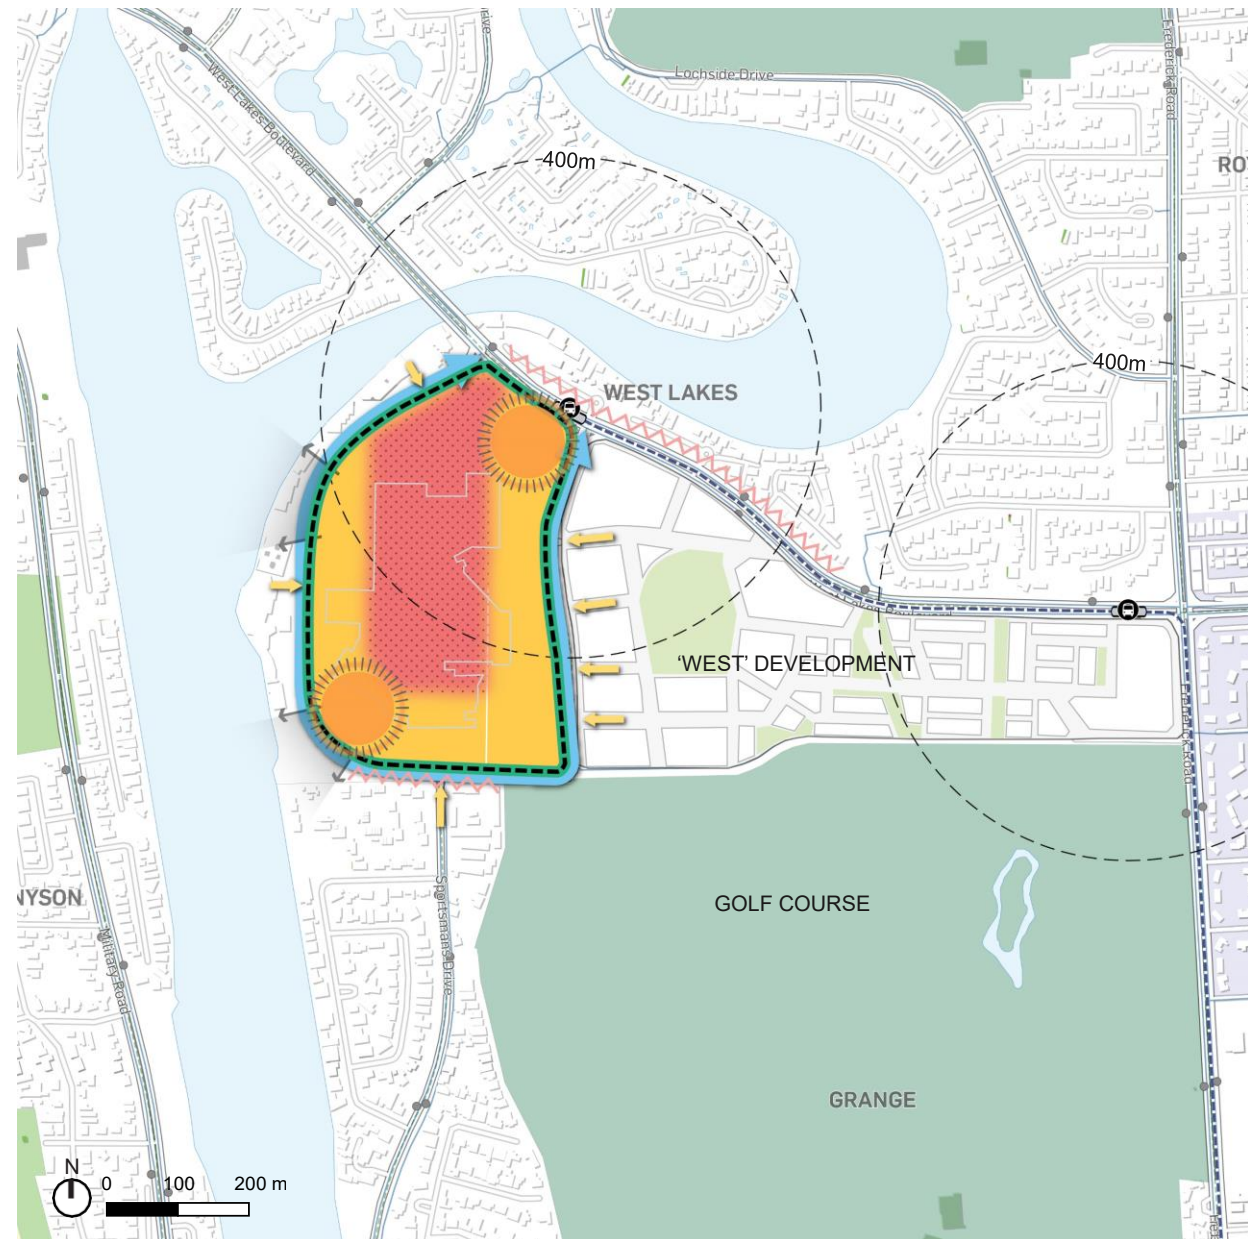 Drive
Frederick Road
Lochside Drive
West Lakes Boulevard
400m
RO
400m
WEST LAKES
'WEST' DEVELOPMENT
Frederick Road
GOLF COURSE
NYSON
Sportsmans Drive
Military Road
GRANGE
N
0 100 200 m